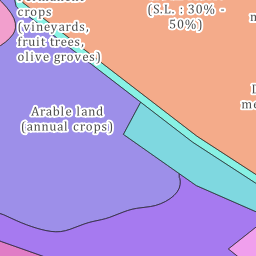 crops
(vineyards,
fruit trees,
olive groves)
(S.L. : 30% -
50%)
Arable land
(annual crops)